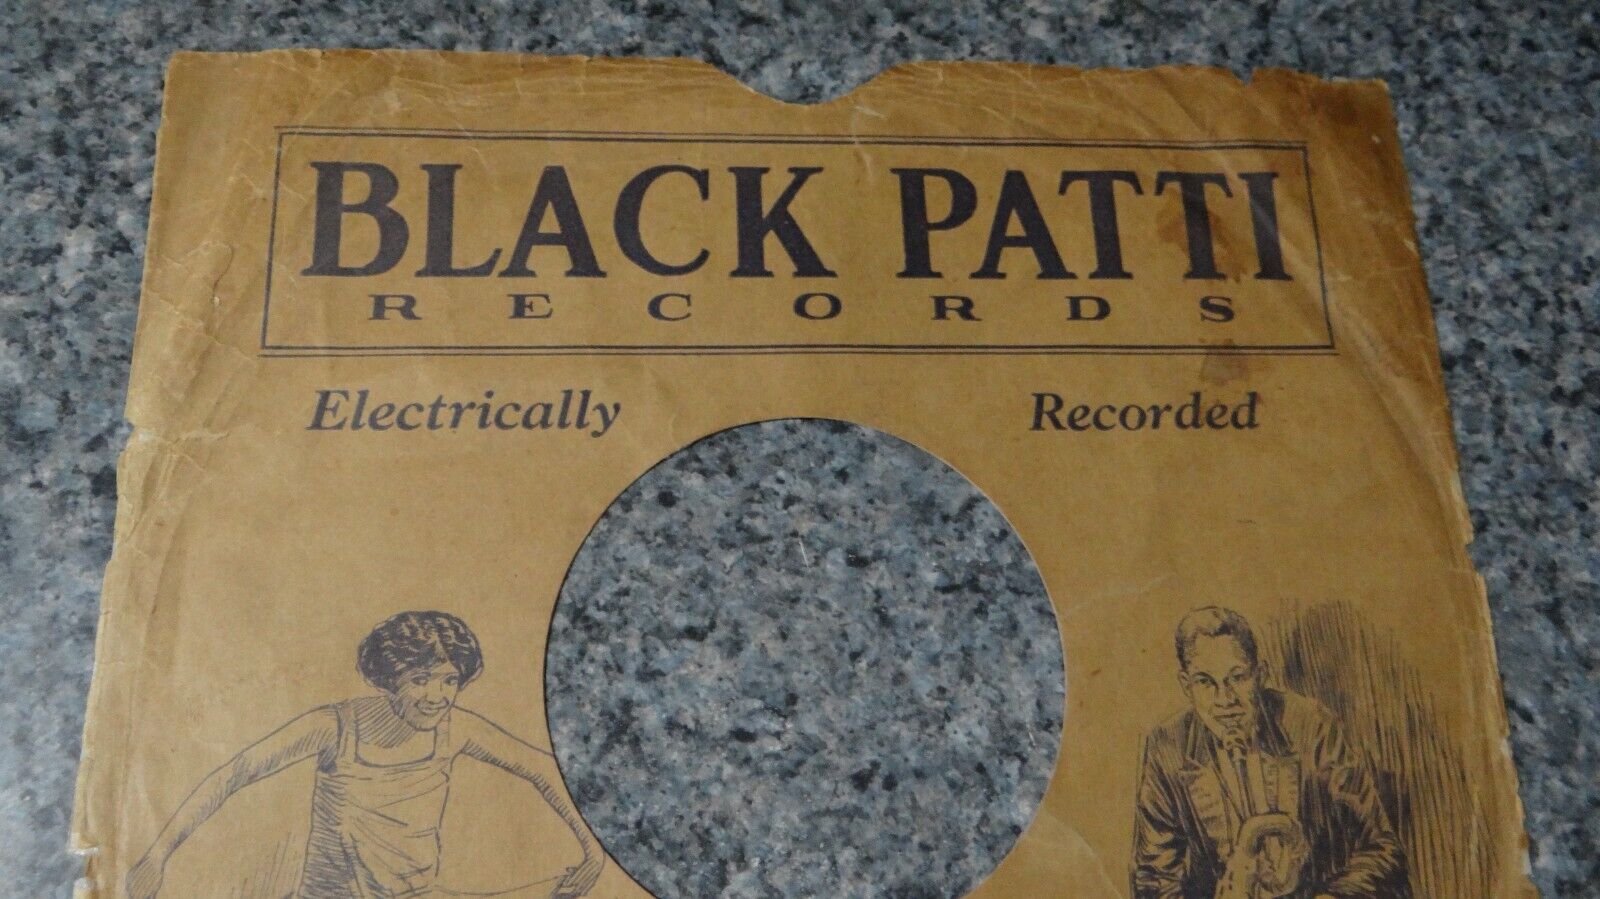 BLACK PATTI
RECORDS
Electrically Recorded